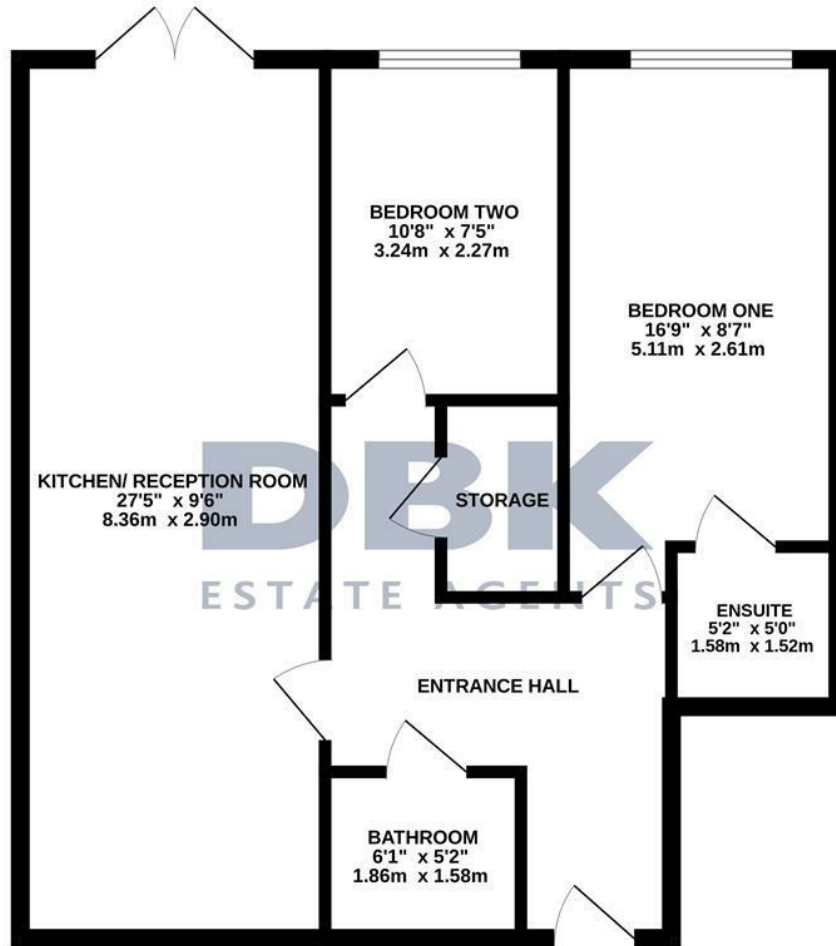 BEDROOM TWO
10'8" x 7'5"
3.24m x 2.27m
BEDROOM ONE
16'9" x 8'7"
5.11m x 2.61m
KITCHEN/ RECEPTION ROOM
27'5" x 9'6"
8.36m x 2.90m
STORAGE
DBK
ESTATE AGENTS
ENSUITE
5'2" x 5'0"
1.58m x 1.52m
ENTRANCE HALL
BATHROOM
6'1" x 5'2"
1.86m x 1.58m